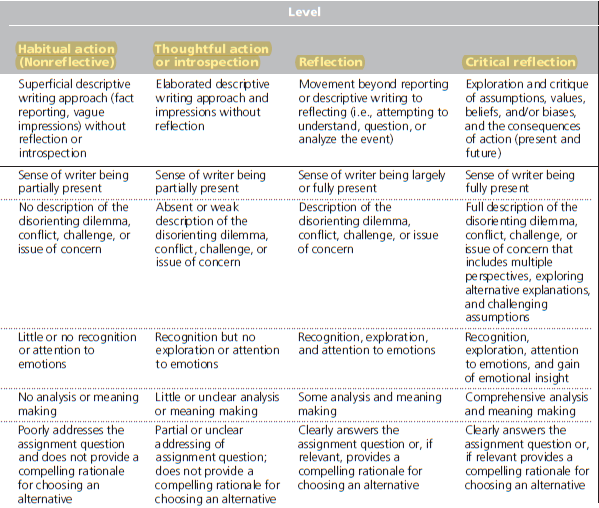 Level
Habitual action
(Nonreflective)
Thoughtful action
or introspection
Reflection
Critical reflection
Superficial descriptive
writing approach (fact
reporting, vague
impressions) without
reflection or
introspection
Elaborated descriptive
writing approach and
impressions without
reflection
Movement beyond reporting
or descriptive writing to
reflecting (i.e., attempting to
understand, question, or
analyze the event)
Exploration and critique
of assumptions, values,
beliefs, and/or biases,
and the consequences
of action (present and
future)
Sense of writer being
partially present
Sense of writer being
partially present
Sense of writer being largely
or fully present
Sense of writer being
fully present
No description of the
disorienting dilemma,
conflict, challenge, or
issue of concern
Absent or weak
description of the
disorienting dilemma,
conflict, challenge, or
issue of concern
Description of the
disorienting dilemma,
conflict, challenge, or issue
of concern
Full description of the
disorienting dilemma,
conflict, challenge, or
issue of concern that
includes multiple
perspectives, exploring
alternative explanations,
and challenging
assumptions
Little or no recognition
or attention to
emotions
Recognition but no
exploration or attention
to emotions
Recognition, exploration,
and attention to emotions
Recognition,
exploration, attention
to emotions, and gain
of emotional insight
No analysis or meaning
making
Little or unclear analysis
or meaning making
Some analysis and meaning
making
Comprehensive analysis
and meaning making
Poorly addresses the
assignment question
and does not provide a
compelling rationale
for choosing an
alternative
Partial or unclear
addressing of
assignment question;
does not provide a
compelling rationale for
choosing an alternative
Clearly answers the
assignment question or, if
relevant, provides a
compelling rationale for
choosing an alternative
Clearly answers the
assignment question or,
if relevant provides a
compelling rationale for
choosing an alternative